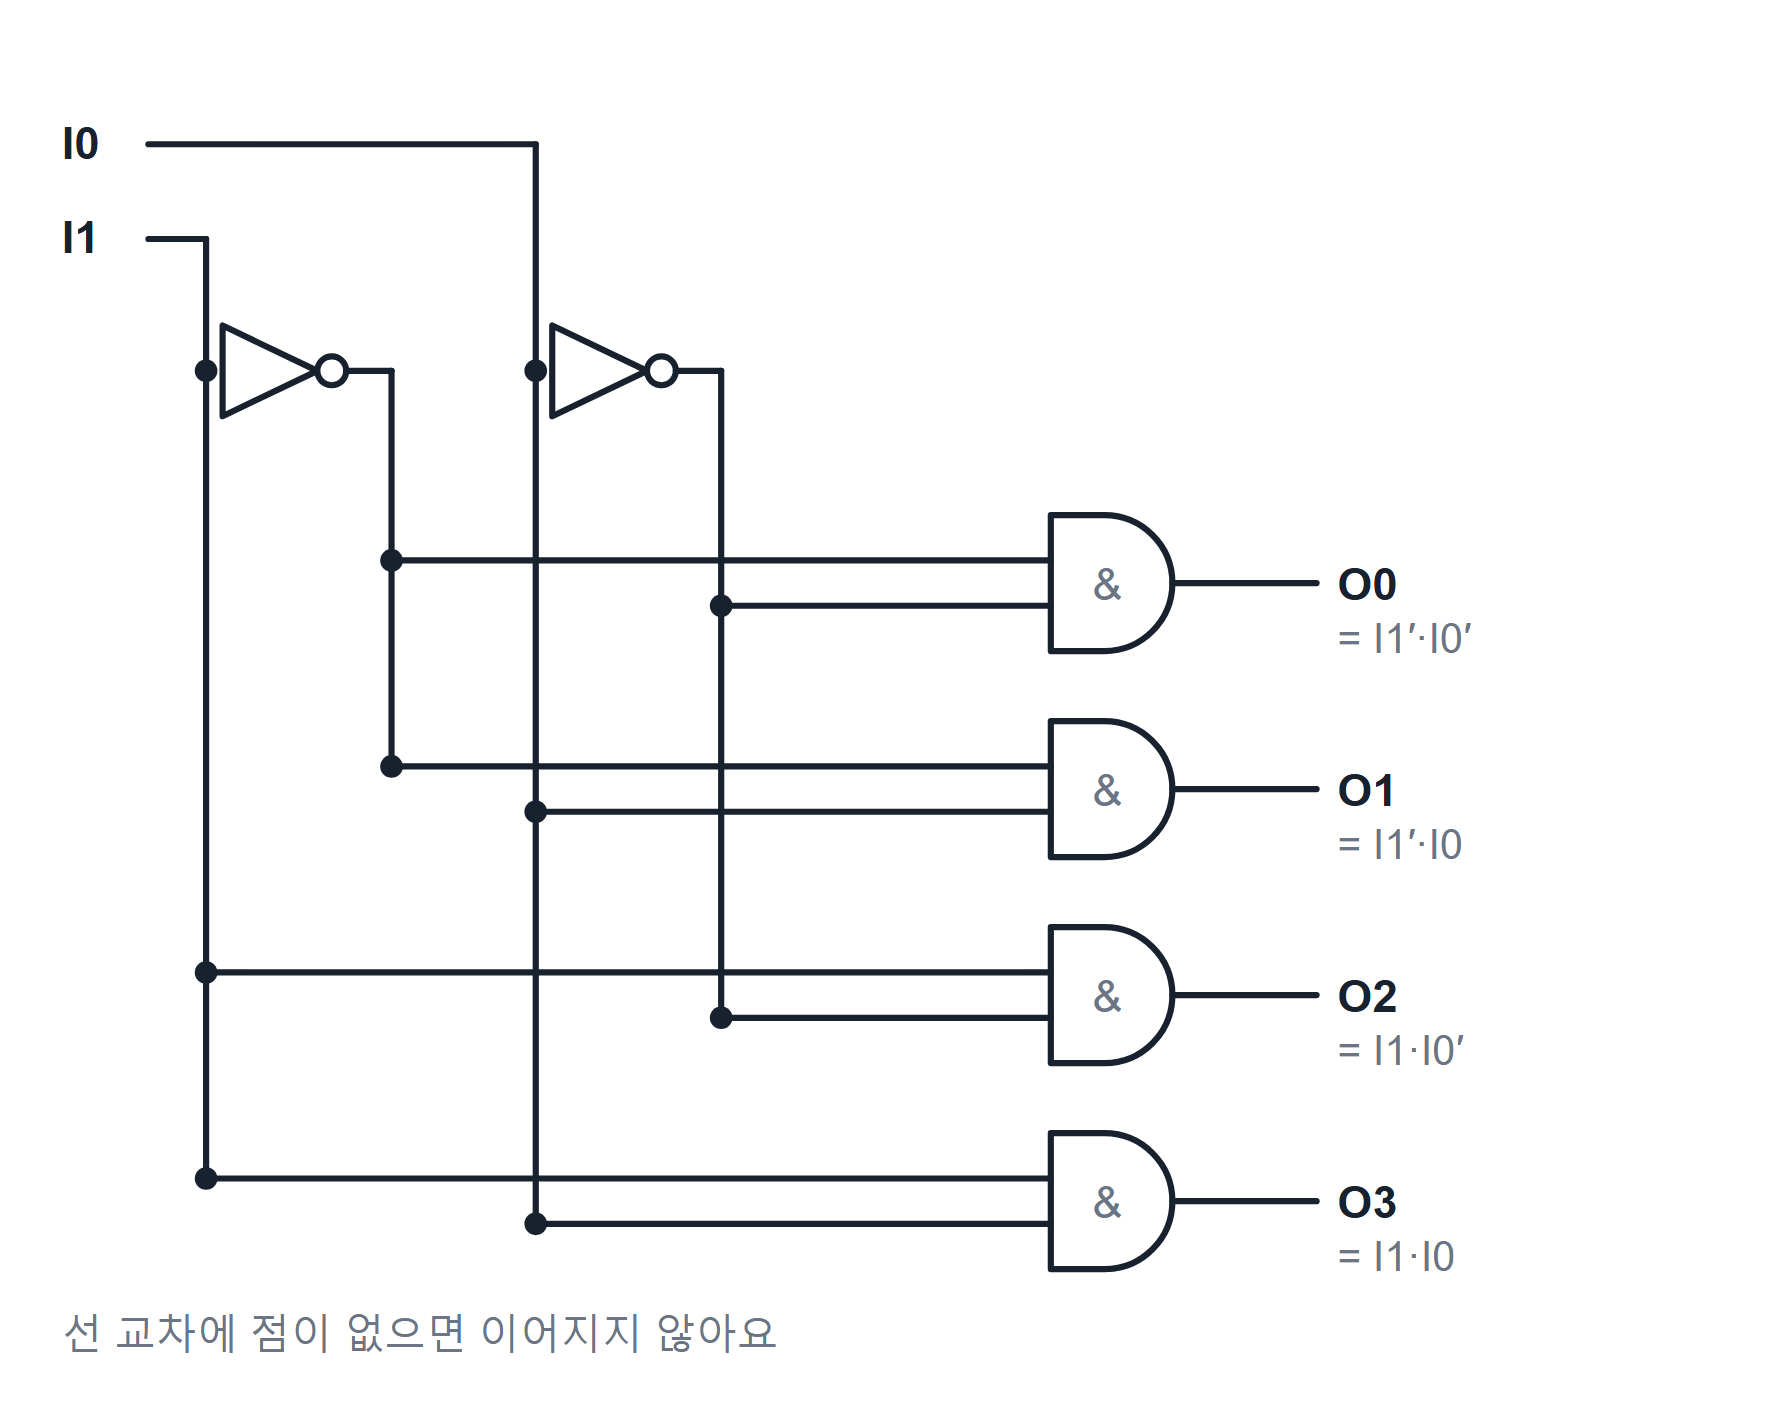 I0
I1
&
O0
= I1′·I0′
&
O1
= I1′·I0
&
O2
= I1·I0′
&
O3
= I1·I0
선 교차에 점이 없으면 이어지지 않아요